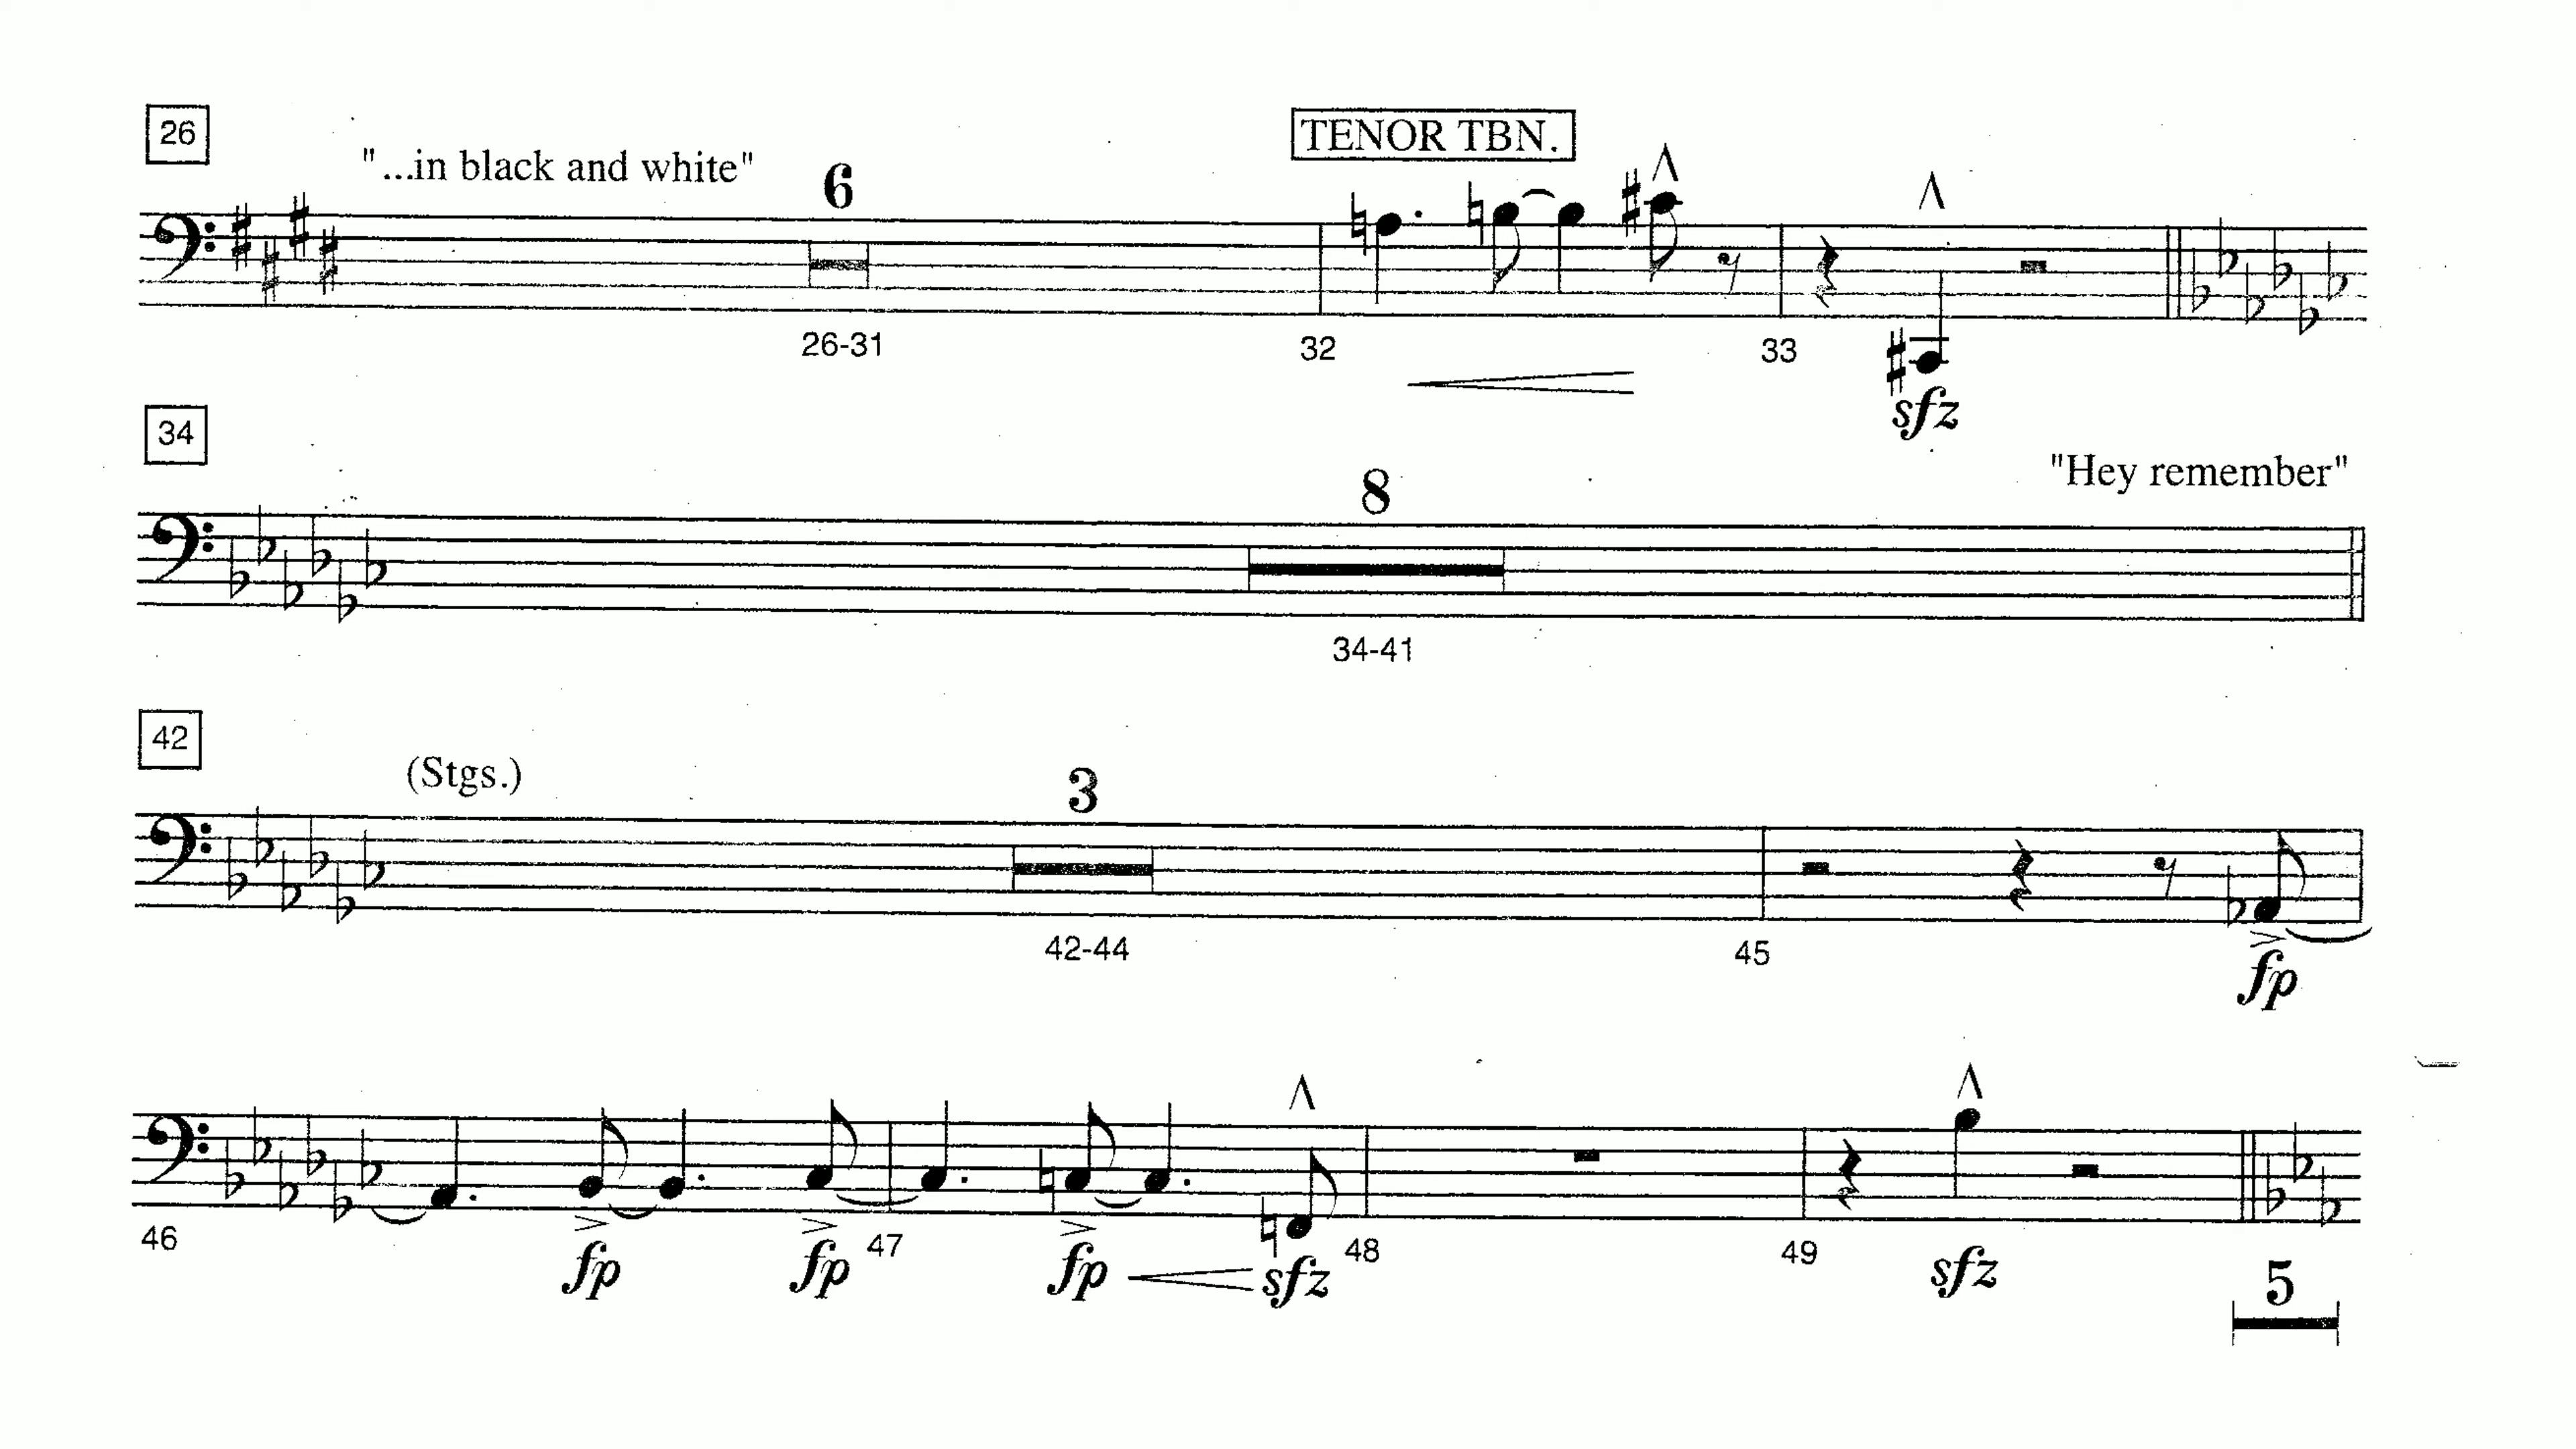 26
"...in black and white"
6
TENOR TBN.
26-31
32
33
sfz
34
"Hey remember"
8
34-41
42
(Stgs.)
3
42-44
45
fp
46
fp
fp
47
fp
sfz
48
49
sfz
5